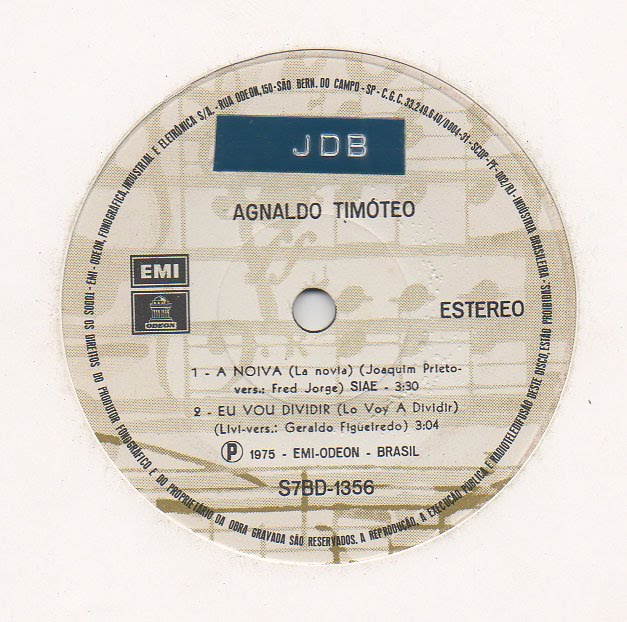 EMI - ODEON, FONOGRÁFICA, INDUSTRIAL E ELETRÔNICA S/A. - RUA ODEON, 150 - SÃO BERN. DO CAMPO - SP - C.G.C. 33.249.640/0004-31 - SCDP - PF - 002/RJ - INDÚSTRIA BRASILEIRA -
TODOS OS DIREITOS DO PRODUTOR FONOGRÁFICO E DO PROPRIETÁRIO DA OBRA GRAVADA SÃO RESERVADOS. A REPRODUÇÃO, A EXECUÇÃO PÚBLICA E RADIOTELEDIFUSÃO DESTE DISCO, ESTÃO PROIBIDAS -
JDB
AGNALDO TIMÓTEO
EMI
ODEON
ESTEREO
1 - A NOIVA (La novia) (Joaquim Prieto-
vers.: Fred Jorge) SIAE - 3:30
2 - EU VOU DIVIDIR (Lo Voy A Dividir)
(Livi-vers.: Geraldo Figueiredo) 3:04
Ⓟ 1975 - EMI-ODEON - BRASIL
S7BD-1356